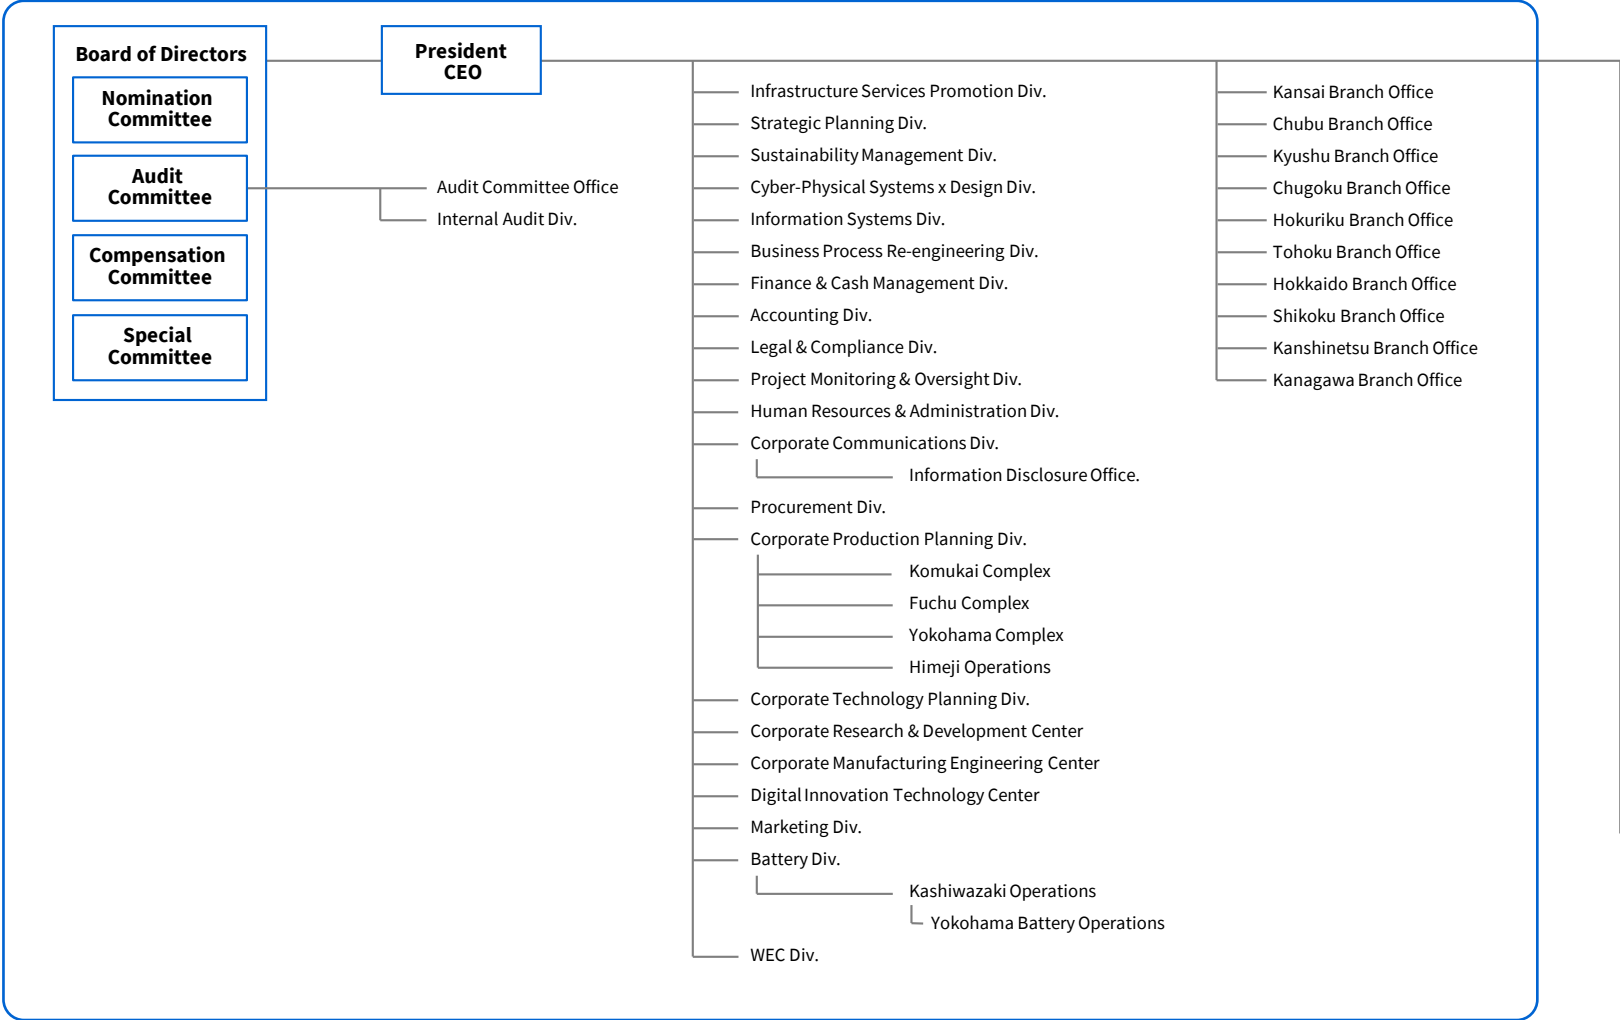 Board of Directors
Nomination
Committee
Audit
Committee
Compensation
Committee
Special
Committee
President
CEO
Audit Committee Office
Internal Audit Div.
Infrastructure Services Promotion Div.
Strategic Planning Div.
Sustainability Management Div.
Cyber-Physical Systems x Design Div.
Information Systems Div.
Business Process Re-engineering Div.
Finance & Cash Management Div.
Accounting Div.
Legal & Compliance Div.
Project Monitoring & Oversight Div.
Human Resources & Administration Div.
Corporate Communications Div.
Information Disclosure Office.
Procurement Div.
Corporate Production Planning Div.
Komukai Complex
Fuchu Complex
Yokohama Complex
Himeji Operations
Corporate Technology Planning Div.
Corporate Research & Development Center
Corporate Manufacturing Engineering Center
Digital Innovation Technology Center
Marketing Div.
Battery Div.
Kashiwazaki Operations
Yokohama Battery Operations
WEC Div.
Kansai Branch Office
Chubu Branch Office
Kyushu Branch Office
Chugoku Branch Office
Hokuriku Branch Office
Tohoku Branch Office
Hokkaido Branch Office
Shikoku Branch Office
Kanshinetsu Branch Office
Kanagawa Branch Office